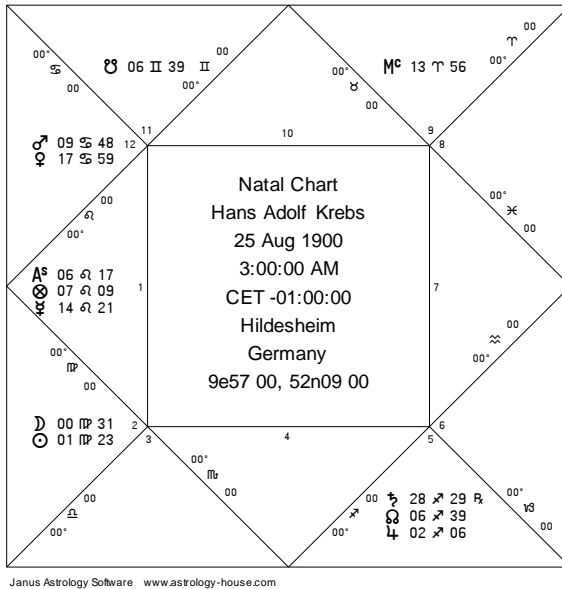 00° ♋ 00
☋ 06 ♊ 39
00 ♊ 00°
00° ♉ 00
Mc 13 ♈ 56
♈ 00 00°
11
12
10
9
8
♂ 09 ♋ 48
♀ 17 ♋ 59
00 ♌ 00°
00° ♓ 00
As 06 ♌ 17
⊗ 07 ♌ 09
☿ 14 ♌ 21
1
7
Natal Chart
Hans Adolf Krebs
25 Aug 1900
3:00:00 AM
CET -01:00:00
Hildesheim
Germany
9e57 00, 52n09 00
00 ♒ 00°
00° ♍ 00
☽ 00 ♍ 31
☉ 01 ♍ 23
2
3
4
6
5
00 ♎ 00°
00° ♏ 00
00 ♐ 00°
♄ 28 ♐ 29 ℞
☊ 06 ♐ 39
♃ 02 ♐ 06
00° ♑ 00
Janus Astrology Software www.astrology-house.com